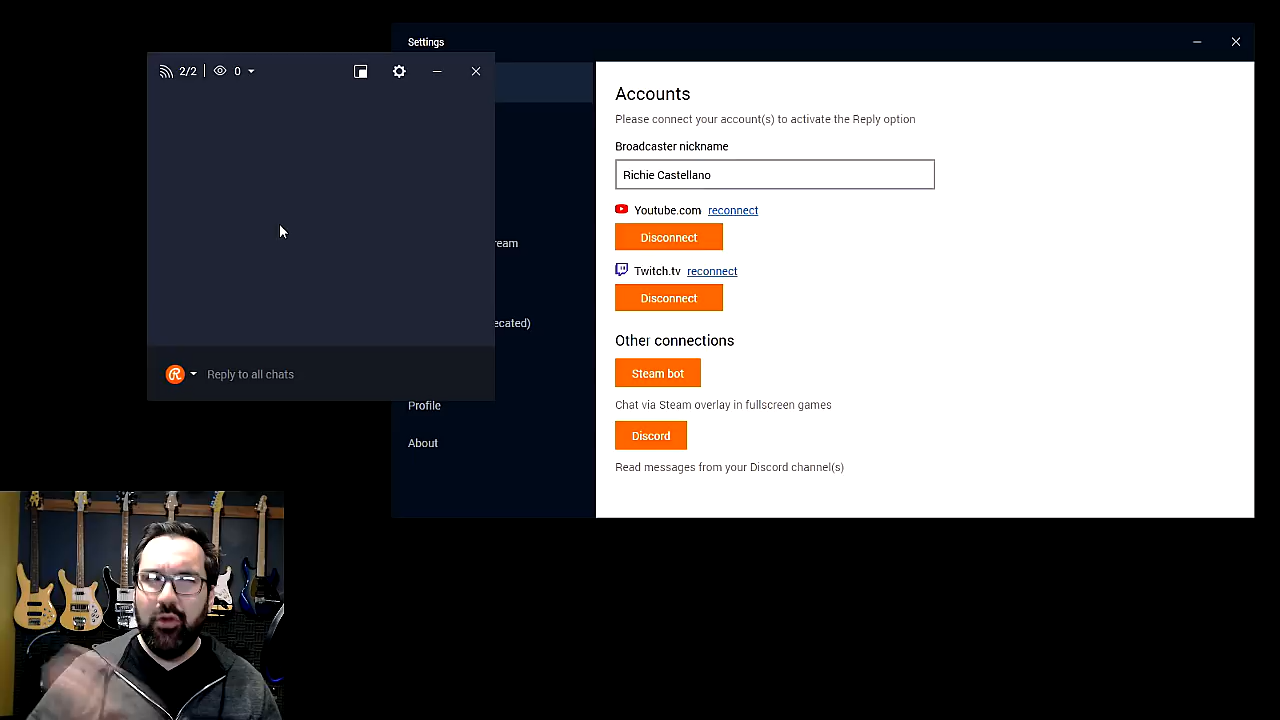 Settings
2/2
0
Reply to all chats
ream
ecated)
Profile
About
Accounts
Please connect your account(s) to activate the Reply option
Broadcaster nickname
Richie Castellano
Youtube.com reconnect
Disconnect
Twitch.tv reconnect
Disconnect
Other connections
Steam bot
Chat via Steam overlay in fullscreen games
Discord
Read messages from your Discord channel(s)